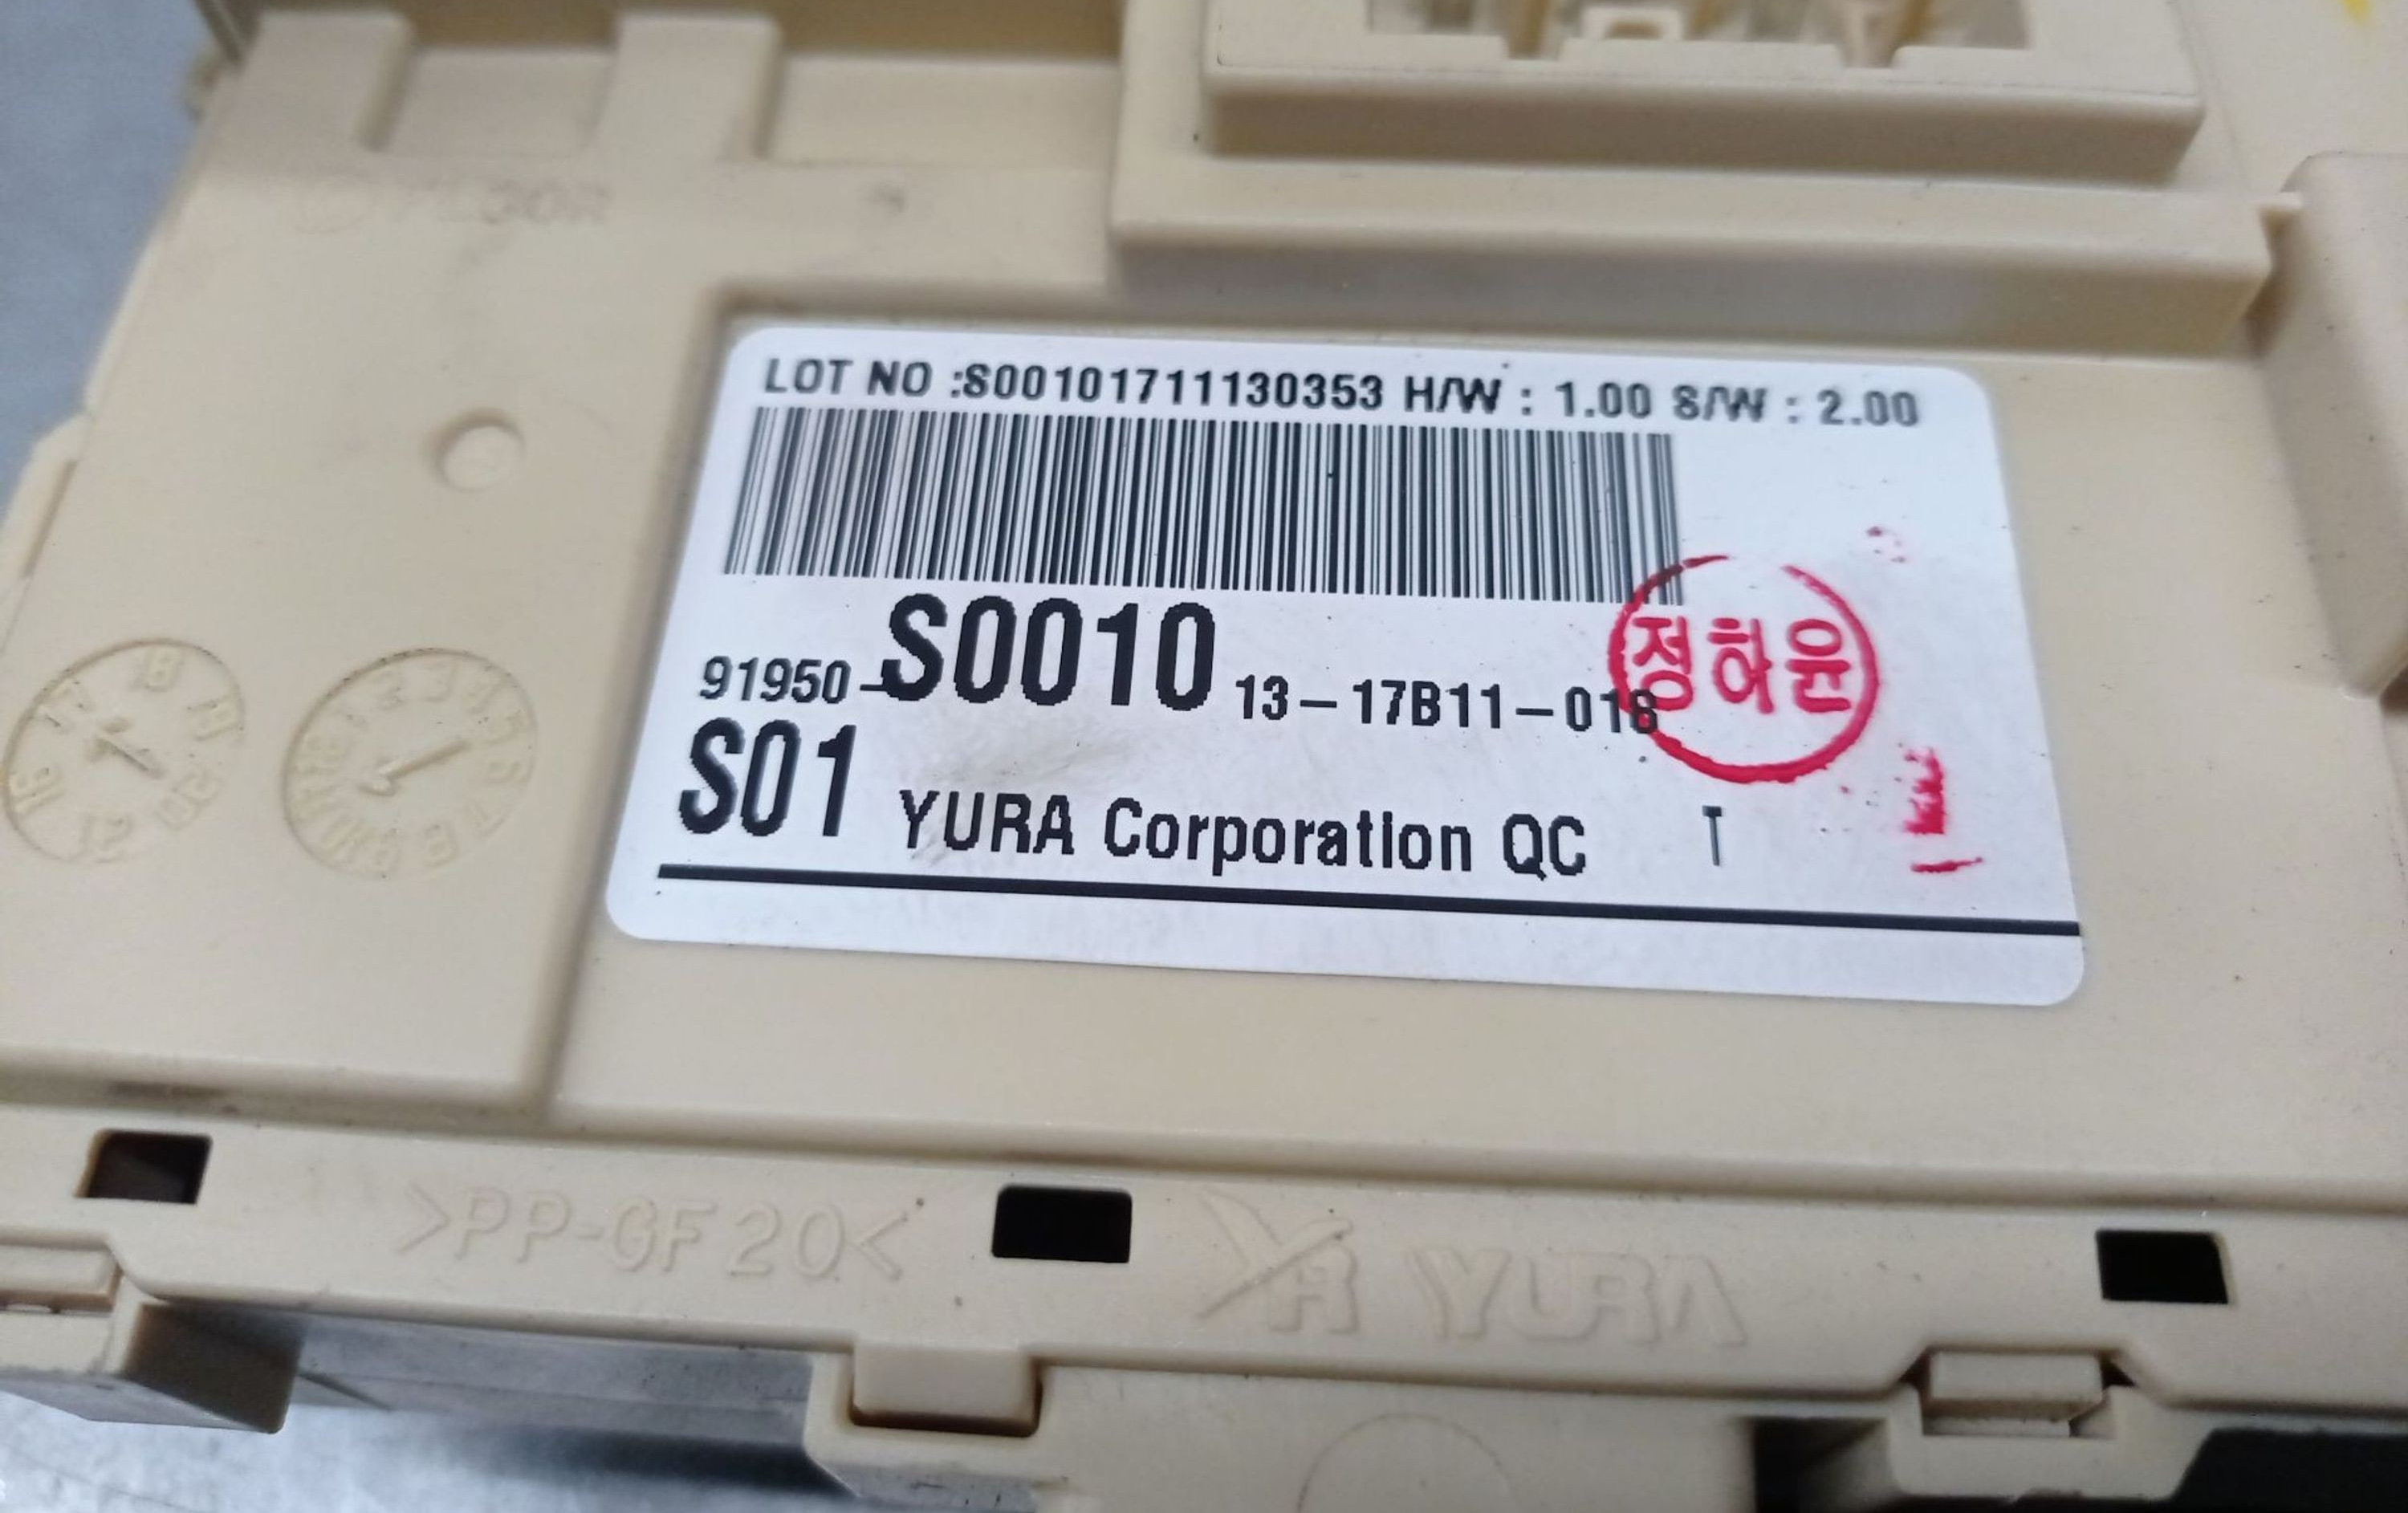 LOT NO :S00101711130353 H/W : 1.00 S/W : 2.00
91950-S0010 13-17B11-018
정하윤
S01 YURA Corporation QC T
>PP-GF20<
YURA